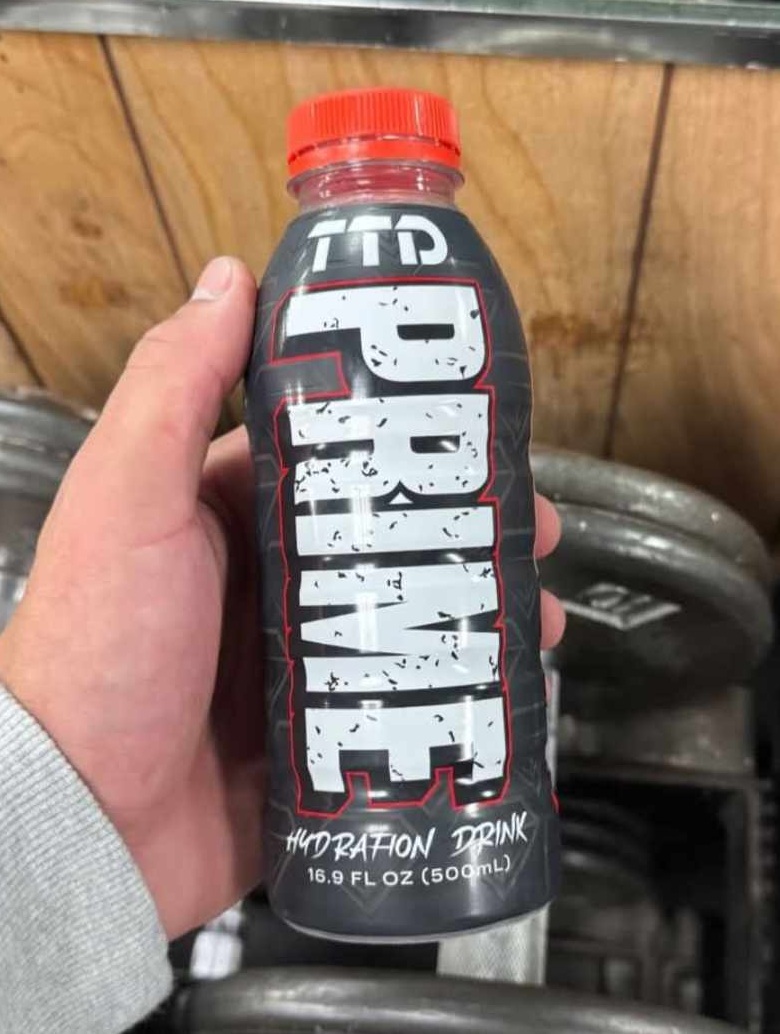 TTD
PRIME
HYDRATION DRINK
16.9 FL OZ (500mL)